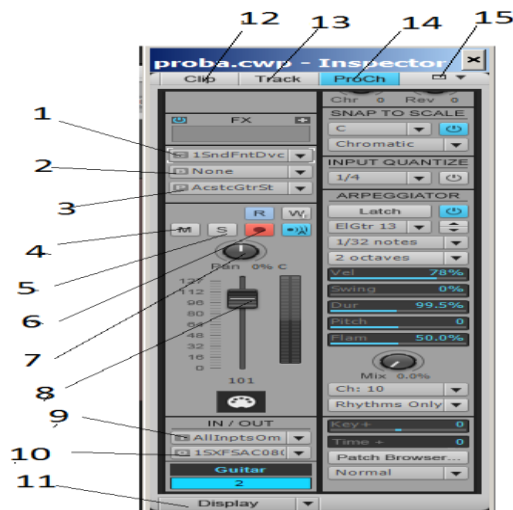 12
13
14
15
proba.cwp - Inspector
Clip Track ProCh
Chr 0 Rev 0
FX
SNAP TO SCALE
C
Chromatic
1
1SndFntDvc
INPUT QUANTIZE
2
None
1/4
3
AcstcGtrSt
ARPEGGIATOR
R W
Latch
4
M S
ElGtr 13
5
1/32 notes
2 octaves
6
Pan 0% C
Vel 78%
127
112
96
80
64
48
32
16
0
Swing 0%
Dur 99.5%
Pitch 0
Flam 50.0%
7
8
Mix 0.0%
101
Ch: 10
Rhythms Only
9
IN / OUT
AllInptsOm
Key+ 0
10
1SXFSAC08(
Time + 0
Guitar
2
Patch Browser...
Normal
11
Display